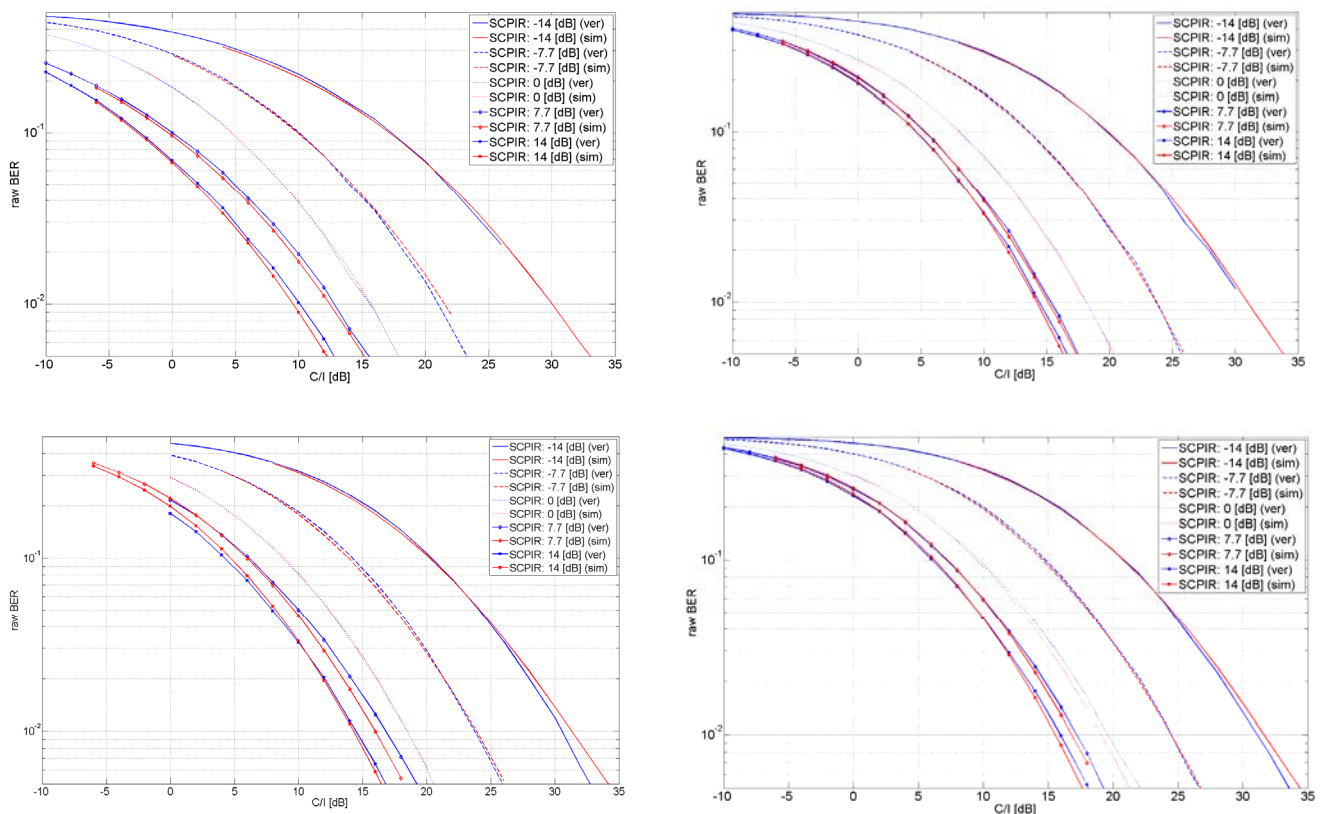 SCPIR: -14 [dB] (ver)
SCPIR: -14 [dB] (sim)
SCPIR: -7.7 [dB] (ver)
SCPIR: -7.7 [dB] (sim)
SCPIR: 0 [dB] (ver)
SCPIR: 0 [dB] (sim)
SCPIR: 7.7 [dB] (ver)
SCPIR: 7.7 [dB] (sim)
SCPIR: 14 [dB] (ver)
SCPIR: 14 [dB] (sim)
raw BER
10-1
10-2
-10 -5 0 5 10 15 20 25 30 35
C/I [dB]
SCPIR: -14 [dB] (ver)
SCPIR: -14 [dB] (sim)
SCPIR: -7.7 [dB] (ver)
SCPIR: -7.7 [dB] (sim)
SCPIR: 0 [dB] (ver)
SCPIR: 0 [dB] (sim)
SCPIR: 7.7 [dB] (ver)
SCPIR: 7.7 [dB] (sim)
SCPIR: 14 [dB] (ver)
SCPIR: 14 [dB] (sim)
raw BER
10-1
10-2
-10 -5 0 5 10 15 20 25 30 35
C/I [dB]
SCPIR: -14 [dB] (ver)
SCPIR: -14 [dB] (sim)
SCPIR: -7.7 [dB] (ver)
SCPIR: -7.7 [dB] (sim)
SCPIR: 0 [dB] (ver)
SCPIR: 0 [dB] (sim)
SCPIR: 7.7 [dB] (ver)
SCPIR: 7.7 [dB] (sim)
SCPIR: 14 [dB] (ver)
SCPIR: 14 [dB] (sim)
raw BER
10-1
10-2
-10 -5 0 5 10 15 20 25 30 35
C/I [dB]
SCPIR: -14 [dB] (ver)
SCPIR: -14 [dB] (sim)
SCPIR: -7.7 [dB] (ver)
SCPIR: -7.7 [dB] (sim)
SCPIR: 0 [dB] (ver)
SCPIR: 0 [dB] (sim)
SCPIR: 7.7 [dB] (ver)
SCPIR: 7.7 [dB] (sim)
SCPIR: 14 [dB] (ver)
SCPIR: 14 [dB] (sim)
raw BER
10-1
10-2
-10 -5 0 5 10 15 20 25 30 35
C/I [dB]